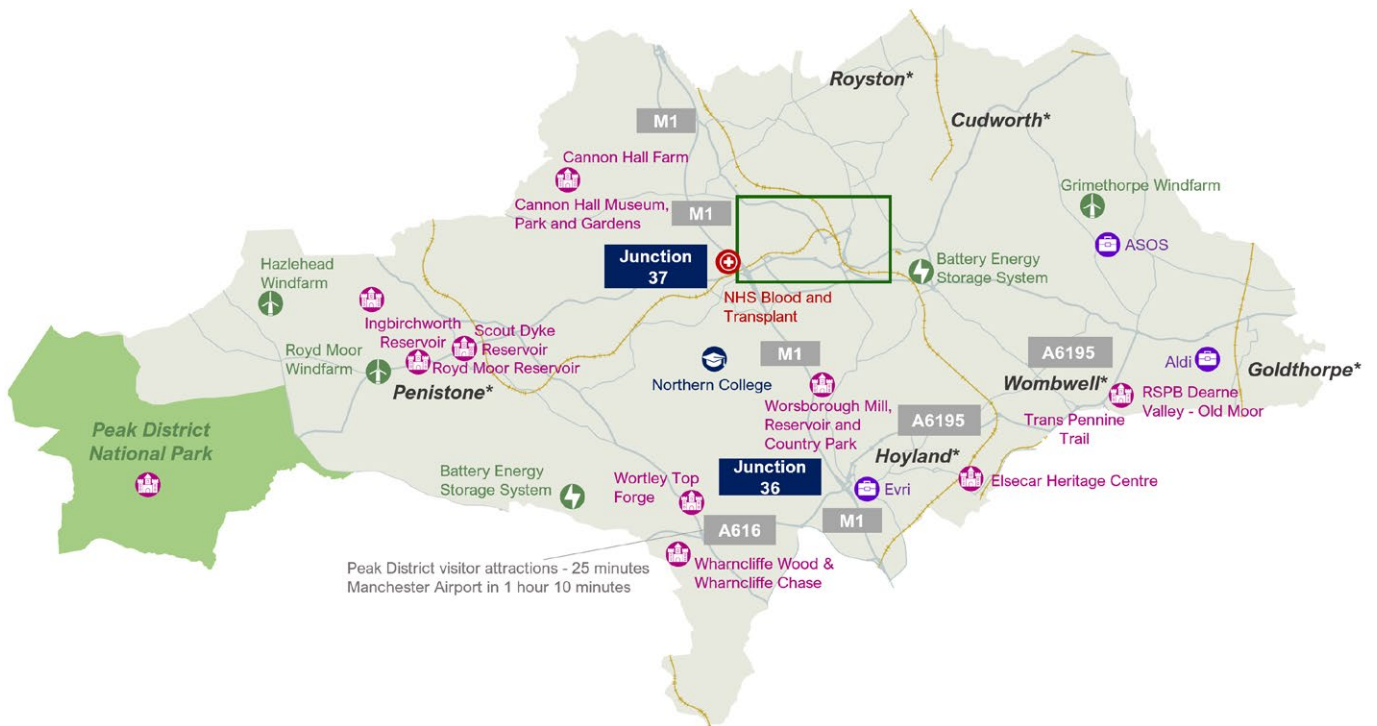 Royston*
M1
Cudworth*
Cannon Hall Farm
Grimethorpe Windfarm
Cannon Hall Museum,
Park and Gardens
M1
ASOS
Junction
37
Hazlehead
Windfarm
Battery Energy
Storage System
NHS Blood and
Transplant
Ingbirchworth
Reservoir
Scout Dyke
Reservoir
Royd Moor
Windfarm
Royd Moor Reservoir
M1
A6195
Aldi
Goldthorpe*
Penistone*
Northern College
Wombwell*
RSPB Dearne
Valley - Old Moor
Worsborough Mill,
Reservoir and
Country Park
A6195
Trans Pennine
Trail
Peak District
National Park
Hoyland*
Battery Energy
Storage System
Wortley Top
Forge
Junction
36
Evri
Elsecar Heritage Centre
A616
M1
Peak District visitor attractions - 25 minutes
Manchester Airport in 1 hour 10 minutes
Wharncliffe Wood &
Wharncliffe Chase